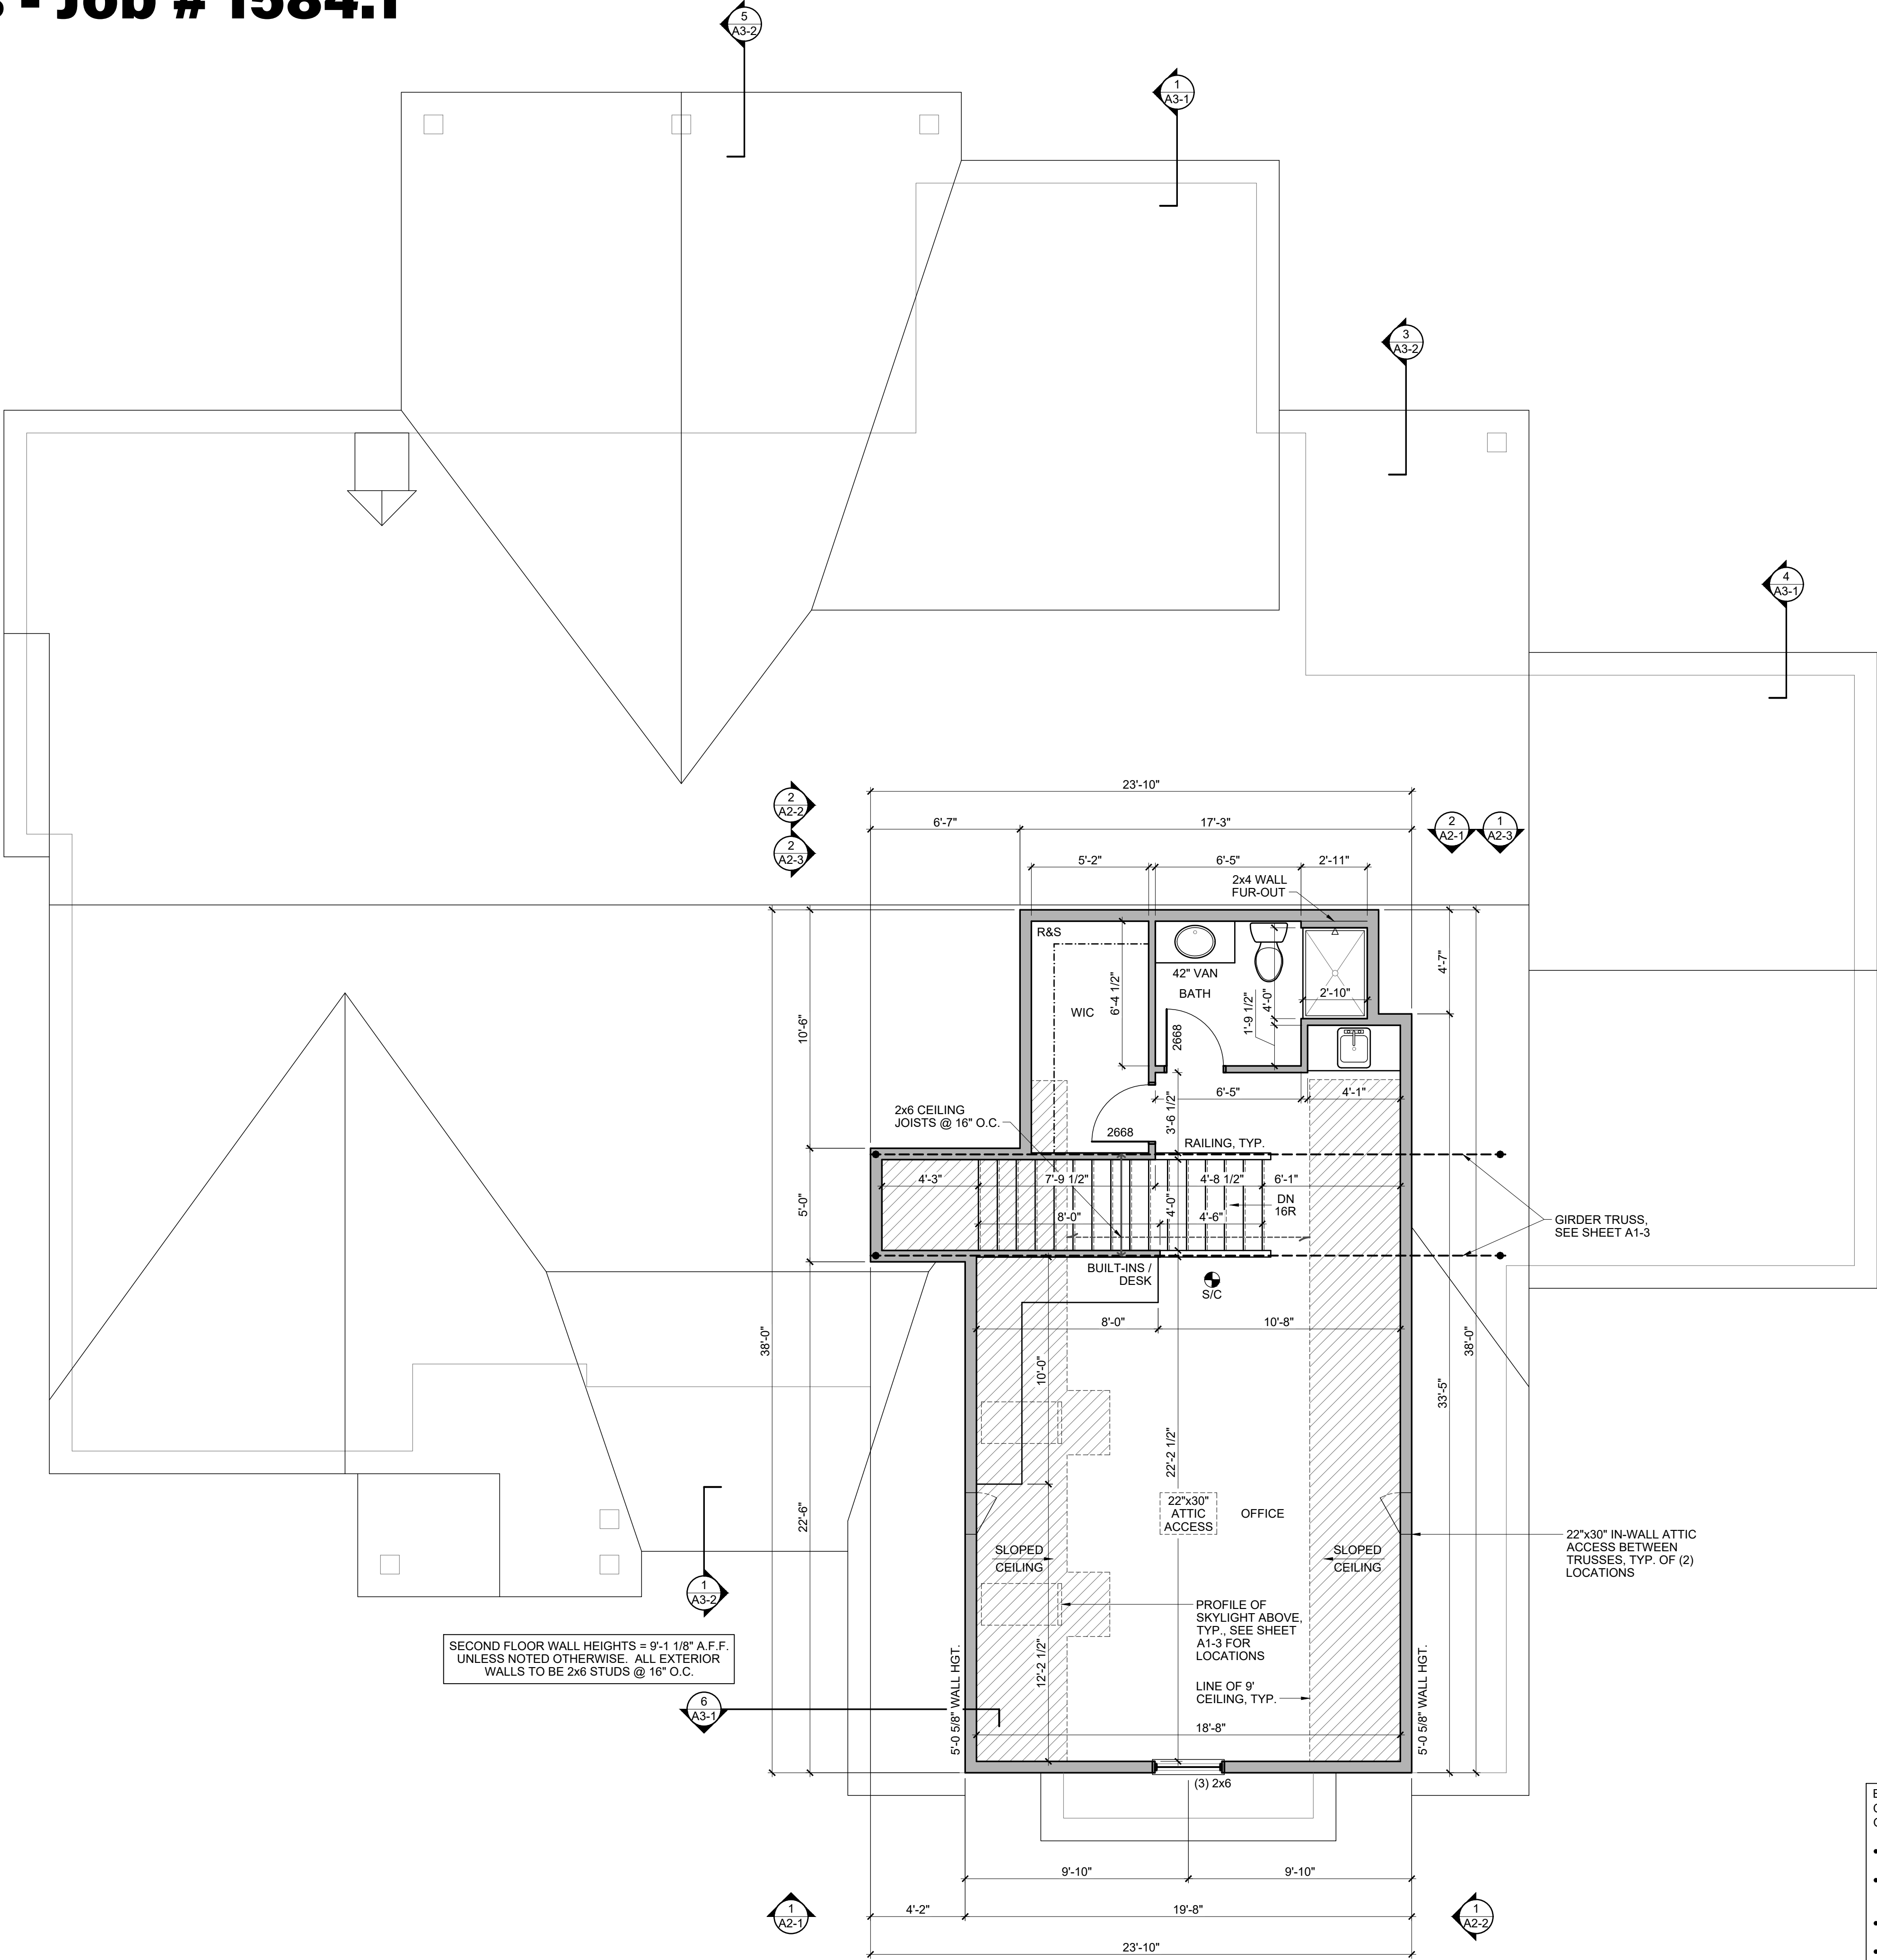 - Job # 1584.1
5
A3-2
1
A3-1
3
A3-2
4
A3-1
23'-10"
2
A2-2
6'-7"
17'-3"
2
A2-1
1
A2-3
2
A2-3
5'-2"
6'-5"
2'-11"
2x4 WALL
FUR-OUT
R&S
42" VAN
BATH
WIC
6'-4 1/2"
2668
1'-9 1/2"
4'-0"
2'-10"
4'-7"
10'-6"
6'-5"
4'-1"
3'-6 1/2"
2x6 CEILING
JOISTS @ 16" O.C.
2668
RAILING, TYP.
4'-3"
7'-9 1/2"
4'-8 1/2"
6'-1"
5'-0"
8'-0"
4'-0"
4'-6"
DN
16R
GIRDER TRUSS,
SEE SHEET A1-3
BUILT-INS /
DESK
S/C
8'-0"
10'-8"
38'-0"
38'-0"
10'-0"
33'-5"
22'-2 1/2"
22'-6"
22"x30"
ATTIC
ACCESS
OFFICE
22"x30" IN-WALL ATTIC
ACCESS BETWEEN
TRUSSES, TYP. OF (2)
LOCATIONS
SLOPED
CEILING
SLOPED
CEILING
1
A3-2
PROFILE OF
SKYLIGHT ABOVE,
TYP., SEE SHEET
A1-3 FOR
LOCATIONS
SECOND FLOOR WALL HEIGHTS = 9'-1 1/8" A.F.F.
UNLESS NOTED OTHERWISE. ALL EXTERIOR
WALLS TO BE 2x6 STUDS @ 16" O.C.
12'-2 1/2"
LINE OF 9'
CEILING, TYP.
6
A3-1
5'-0 5/8" WALL HGT.
5'-0 5/8" WALL HGT.
18'-8"
(3) 2x6
9'-10"
9'-10"
1
A2-1
4'-2"
19'-8"
1
A2-2
23'-10"